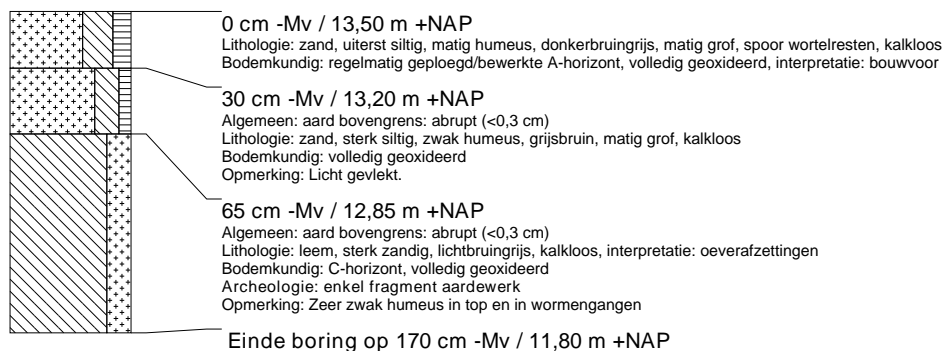 0 cm -Mv / 13,50 m +NAP
Lithologie: zand, uiterst siltig, matig humeus, donkerbruingrijs, matig grof, spoor wortelresten, kalkloos
Bodemkundig: regelmatig geploegd/bewerkte A-horizont, volledig geoxideerd, interpretatie: bouwvoor
30 cm -Mv / 13,20 m +NAP
Algemeen: aard bovengrens: abrupt (<0,3 cm)
Lithologie: zand, sterk siltig, zwak humeus, grijsbruin, matig grof, kalkloos
Bodemkundig: volledig geoxideerd
Opmerking: Licht gevlekt.
65 cm -Mv / 12,85 m +NAP
Algemeen: aard bovengrens: abrupt (<0,3 cm)
Lithologie: leem, sterk zandig, lichtbruingrijs, kalkloos, interpretatie: oeverafzettingen
Bodemkundig: C-horizont, volledig geoxideerd
Archeologie: enkel fragment aardewerk
Opmerking: Zeer zwak humeus in top en in wormengangen
Einde boring op 170 cm -Mv / 11,80 m +NAP